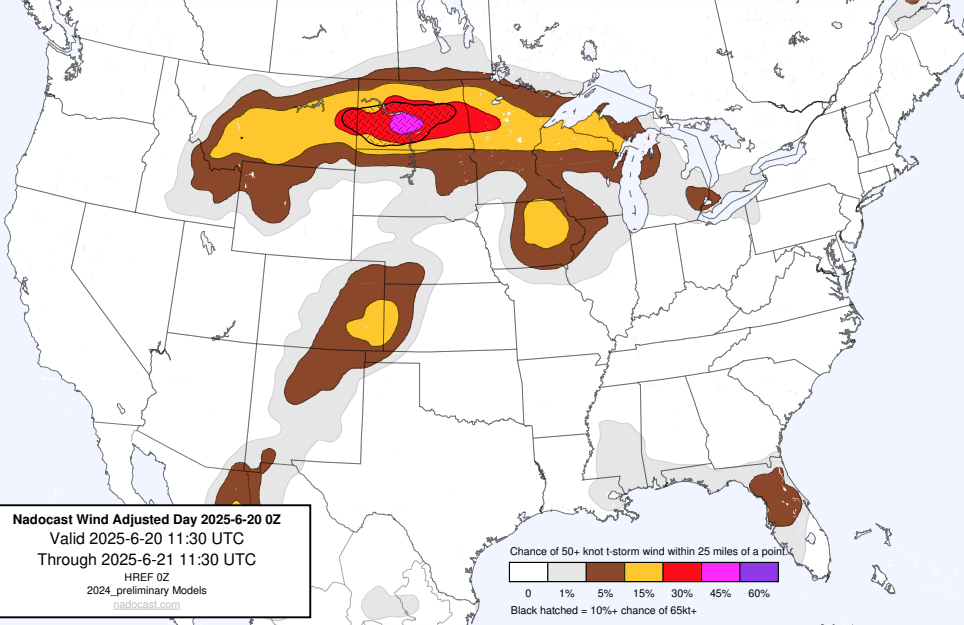 Nadocast Wind Adjusted Day 2025-6-20 0Z
Valid 2025-6-20 11:30 UTC
Through 2025-6-21 11:30 UTC
HREF 0Z
2024_preliminary Models
nadocast.com
Chance of 50+ knot t-storm wind within 25 miles of a point.
0 1% 5% 15% 30% 45% 60%
Black hatched = 10%+ chance of 65kt+